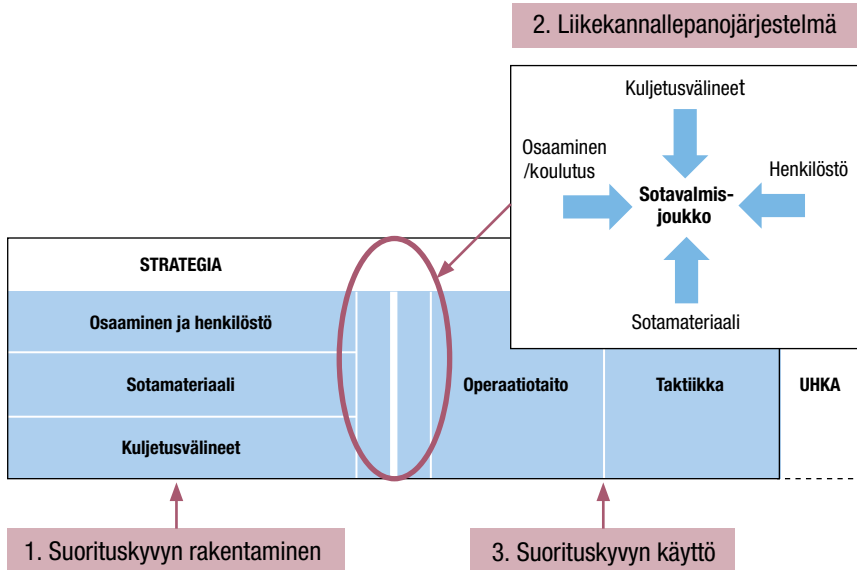 2. Liikekannallepanojärjestelmä
Kuljetusvälineet
Osaaminen
/koulutus
Henkilöstö
Sotavalmis-
joukko
Sotamateriaali
STRATEGIA
Osaaminen ja henkilöstö
Sotamateriaali
Kuljetusvälineet
Operaatiotaito
Taktiikka
UHKA
1. Suorituskyvyn rakentaminen
3. Suorituskyvyn käyttö